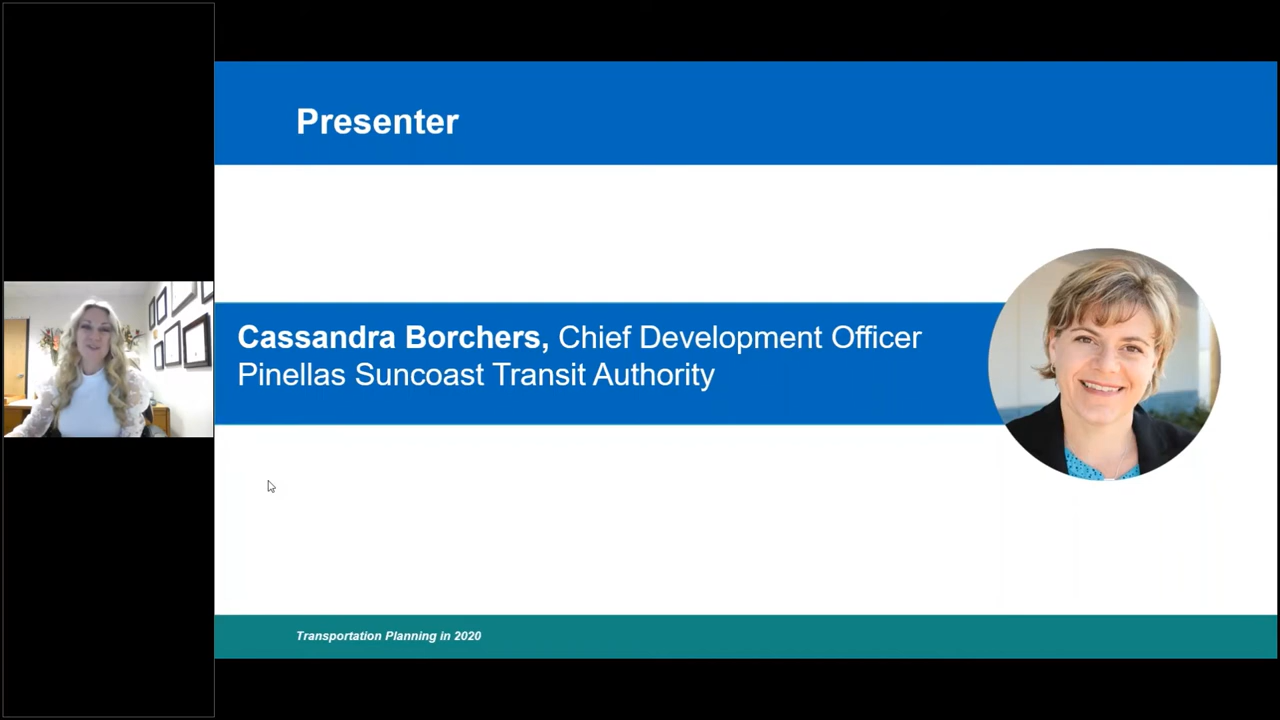 Presenter
Cassandra Borchers, Chief Development Officer
Pinellas Suncoast Transit Authority
Transportation Planning in 2020